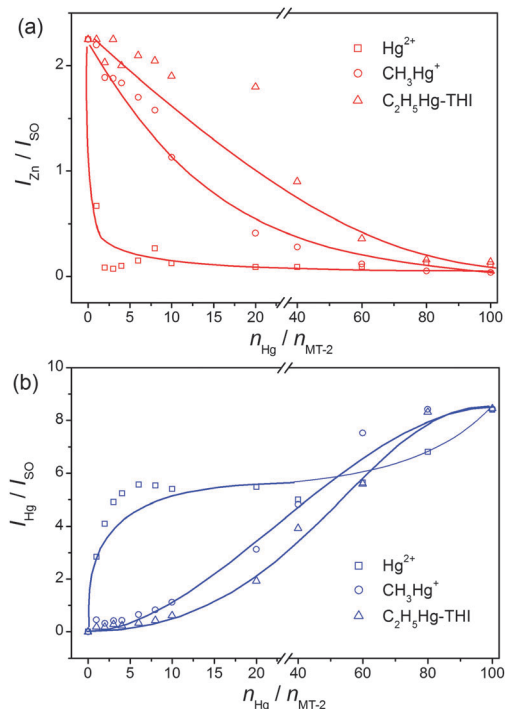 (a)
I_Zn / I_SO
2
1
0
Hg²⁺
CH₃Hg⁺
C₂H₅Hg-THI
0 5 10 15 20 40 60 80 100
n_Hg / n_MT-2
(b)
I_Hg / I_SO
10
8
6
4
2
0
Hg²⁺
CH₃Hg⁺
C₂H₅Hg-THI
0 5 10 15 20 40 60 80 100
n_Hg / n_MT-2